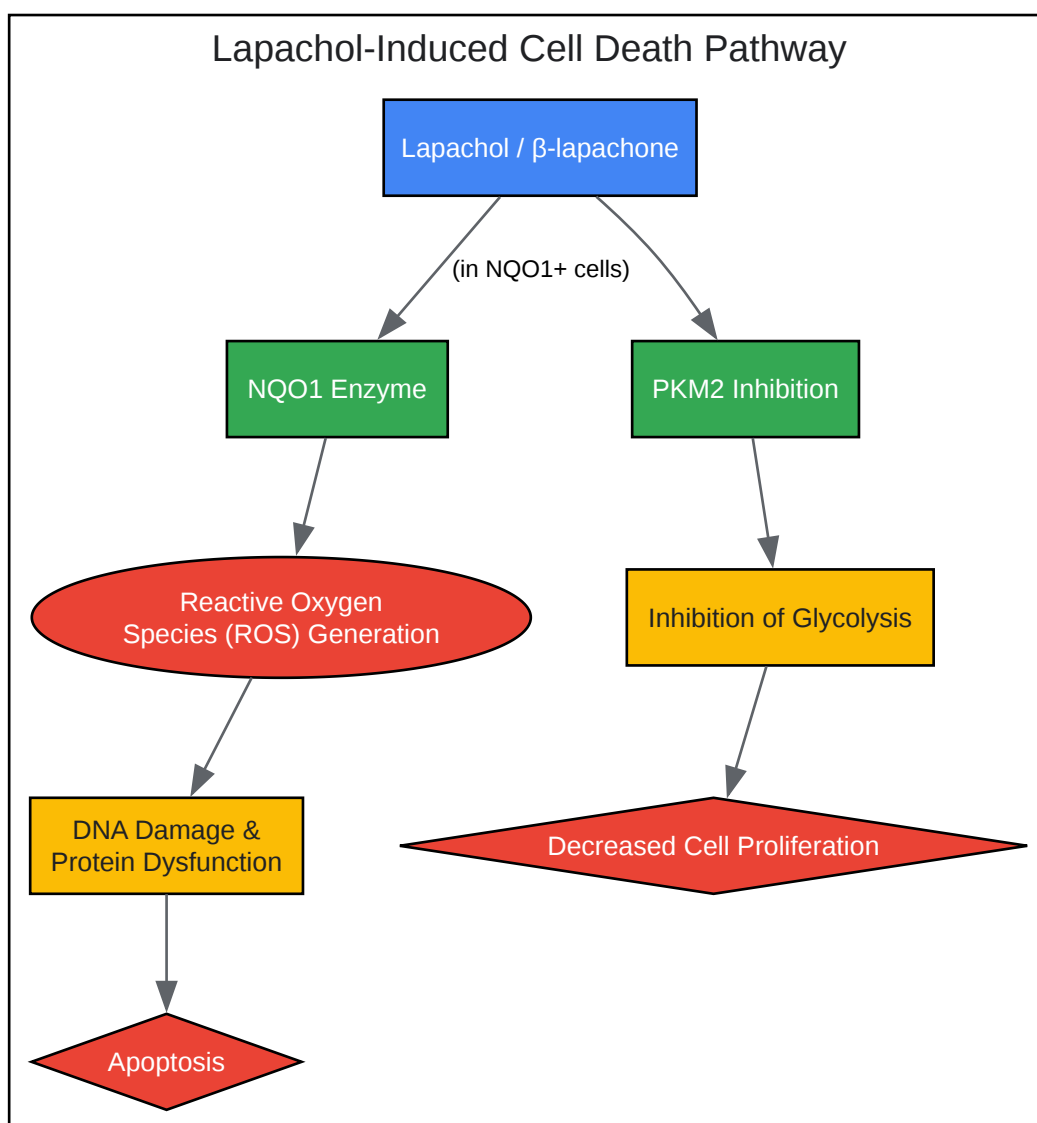 Lapachol-Induced Cell Death Pathway
Lapachol / β-lapachone
(in NQO1+ cells)
NQO1 Enzyme
PKM2 Inhibition
Reactive Oxygen
Species (ROS) Generation
Inhibition of Glycolysis
DNA Damage &
Protein Dysfunction
Decreased Cell Proliferation
Apoptosis